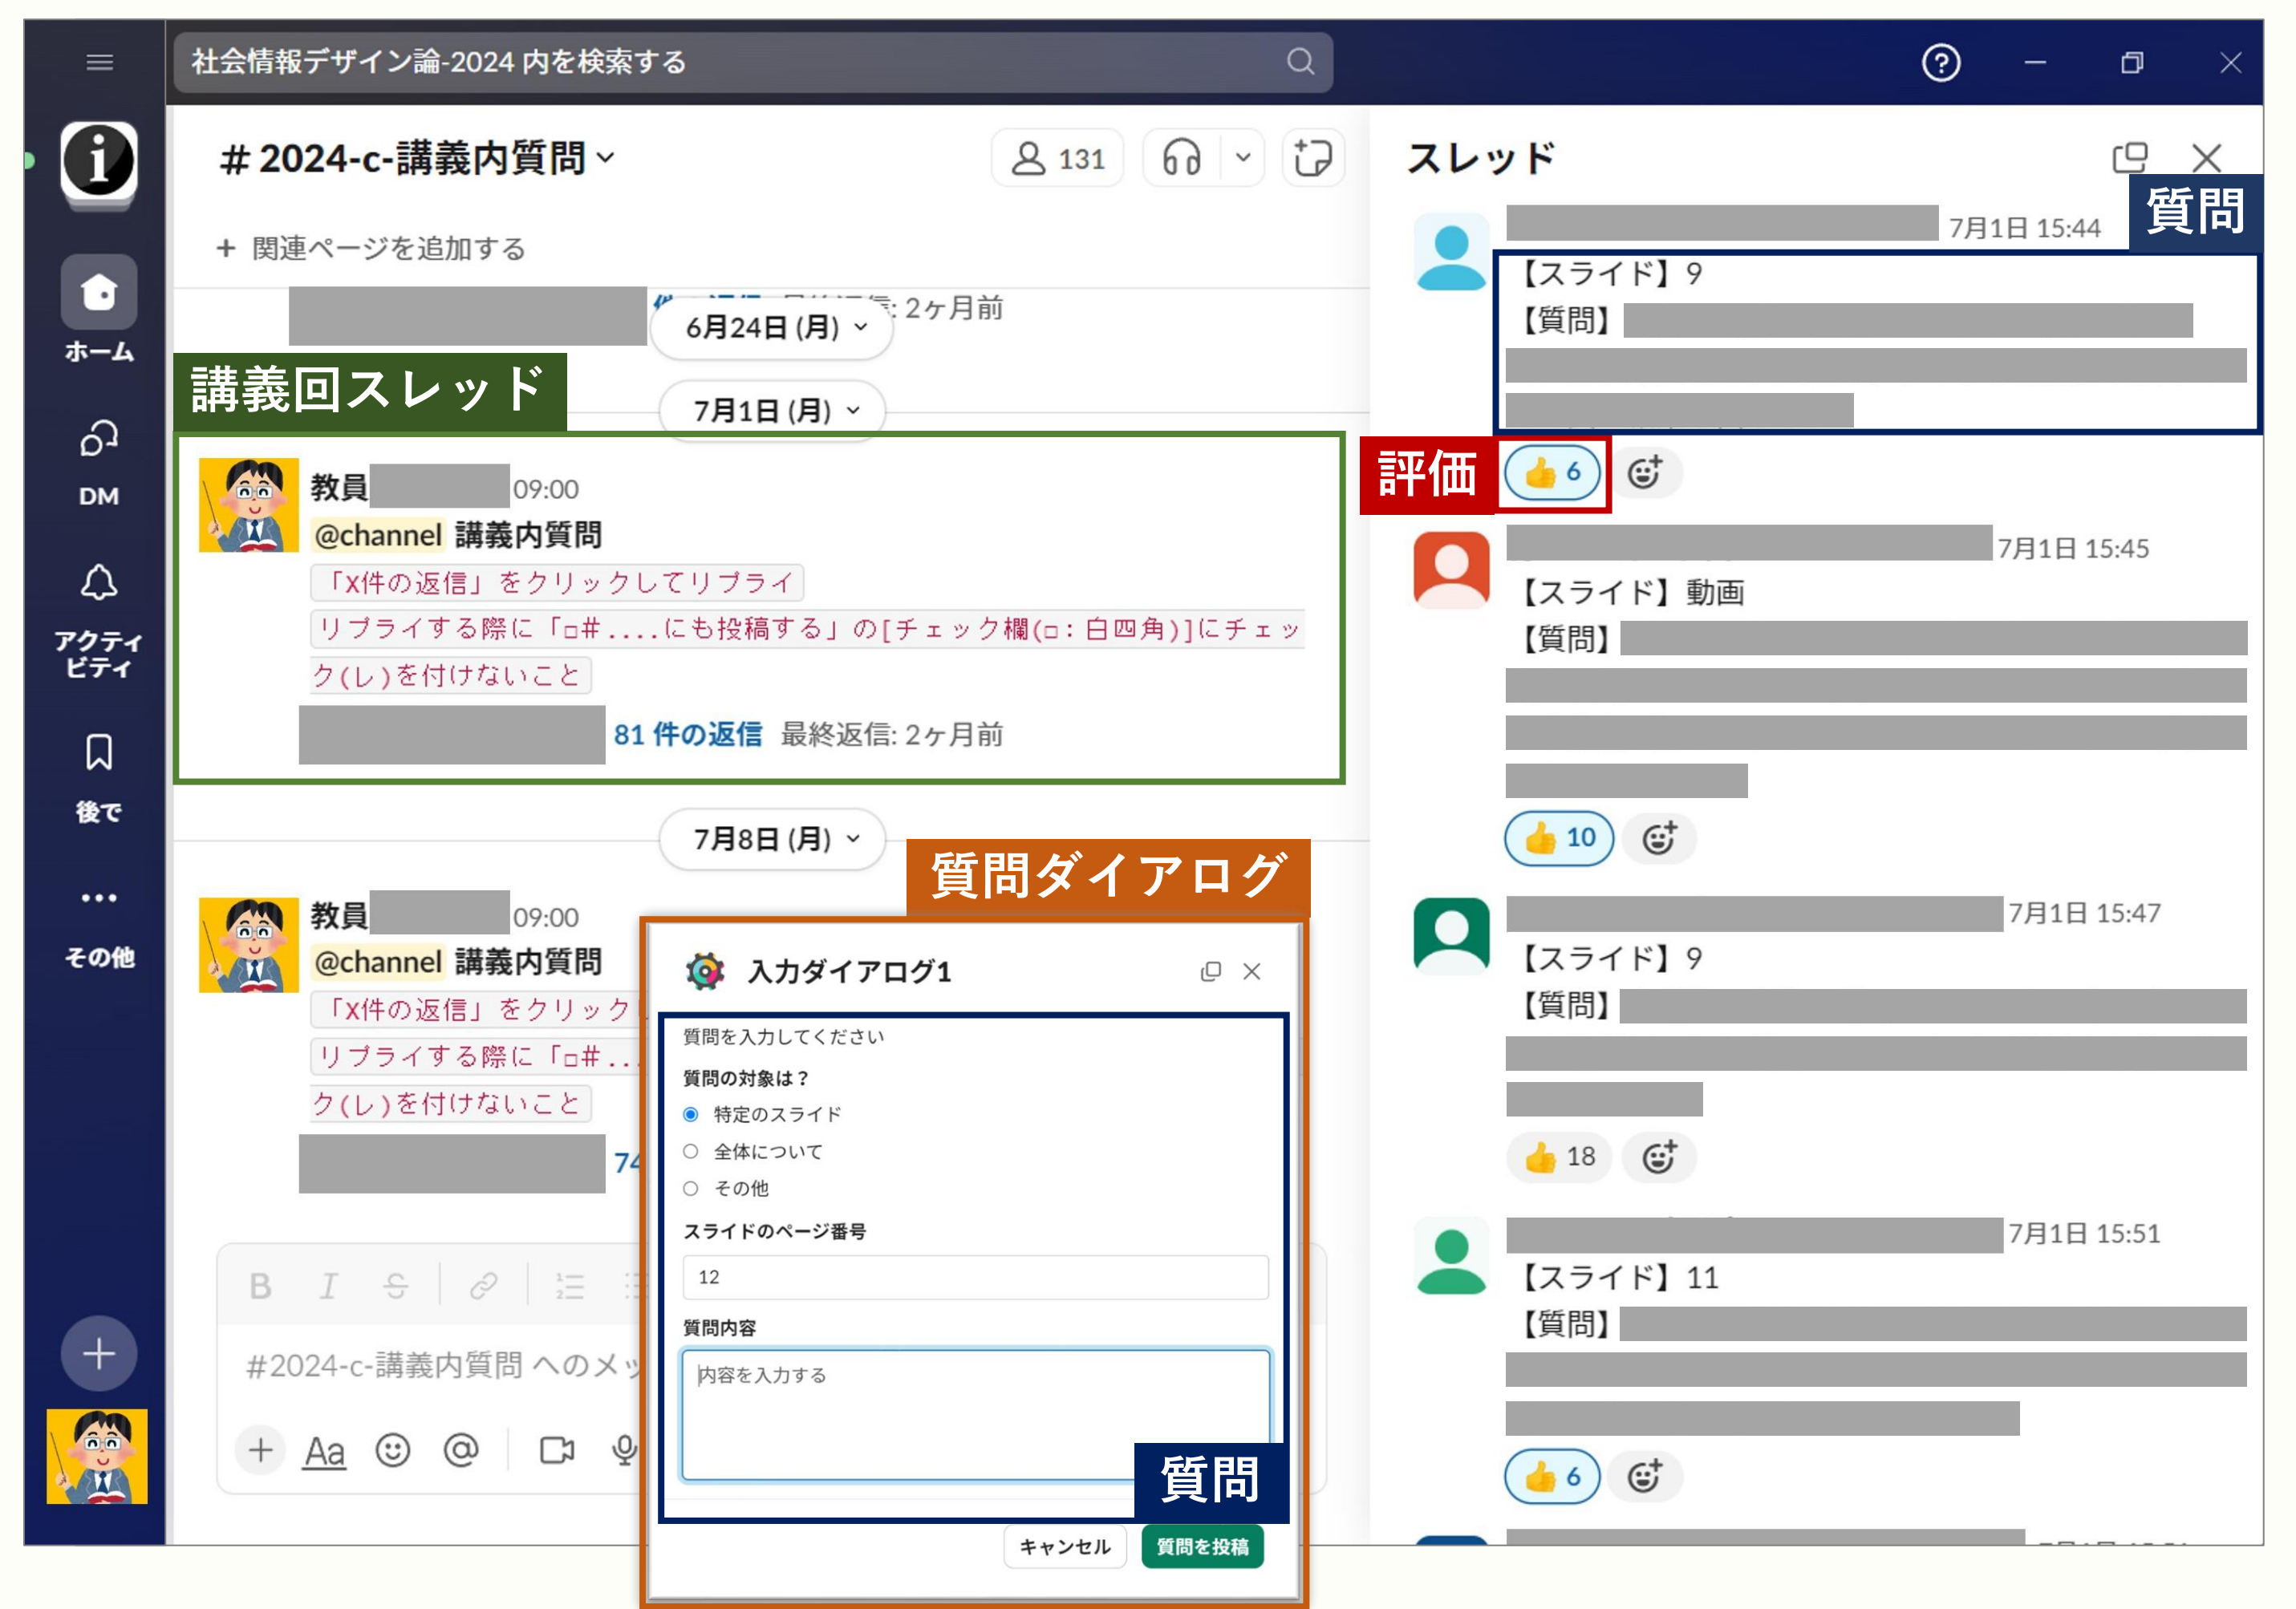 社会情報デザイン論-2024 内を検索する
ホーム
DM
アクティ
ビティ
後で
その他
# 2024-c-講義内質問
131
+ 関連ページを追加する
: 2ヶ月前
6月24日 (月)
講義回スレッド
7月1日 (月)
教員 09:00
@channel 講義内質問
「X件の返信」をクリックしてリプライ
リプライする際に「□#....にも投稿する」の[チェック欄(□:白四角)]にチェッ
ク(レ)を付けないこと
81 件の返信 最終返信: 2ヶ月前
7月8日 (月)
教員 09:00
@channel 講義内質問
「X件の返信」をクリック
リプライする際に「□#...
ク(レ)を付けないこと
74
B I S
#2024-c-講義内質問 へのメッ
Aa
質問ダイアログ
入力ダイアログ1
質問を入力してください
質問の対象は？
特定のスライド
全体について
その他
スライドのページ番号
12
質問内容
内容を入力する
質問
キャンセル 質問を投稿
スレッド
質問
7月1日 15:44
【スライド】9
【質問】
評価
6
7月1日 15:45
【スライド】動画
【質問】
10
7月1日 15:47
【スライド】9
【質問】
18
7月1日 15:51
【スライド】11
【質問】
6